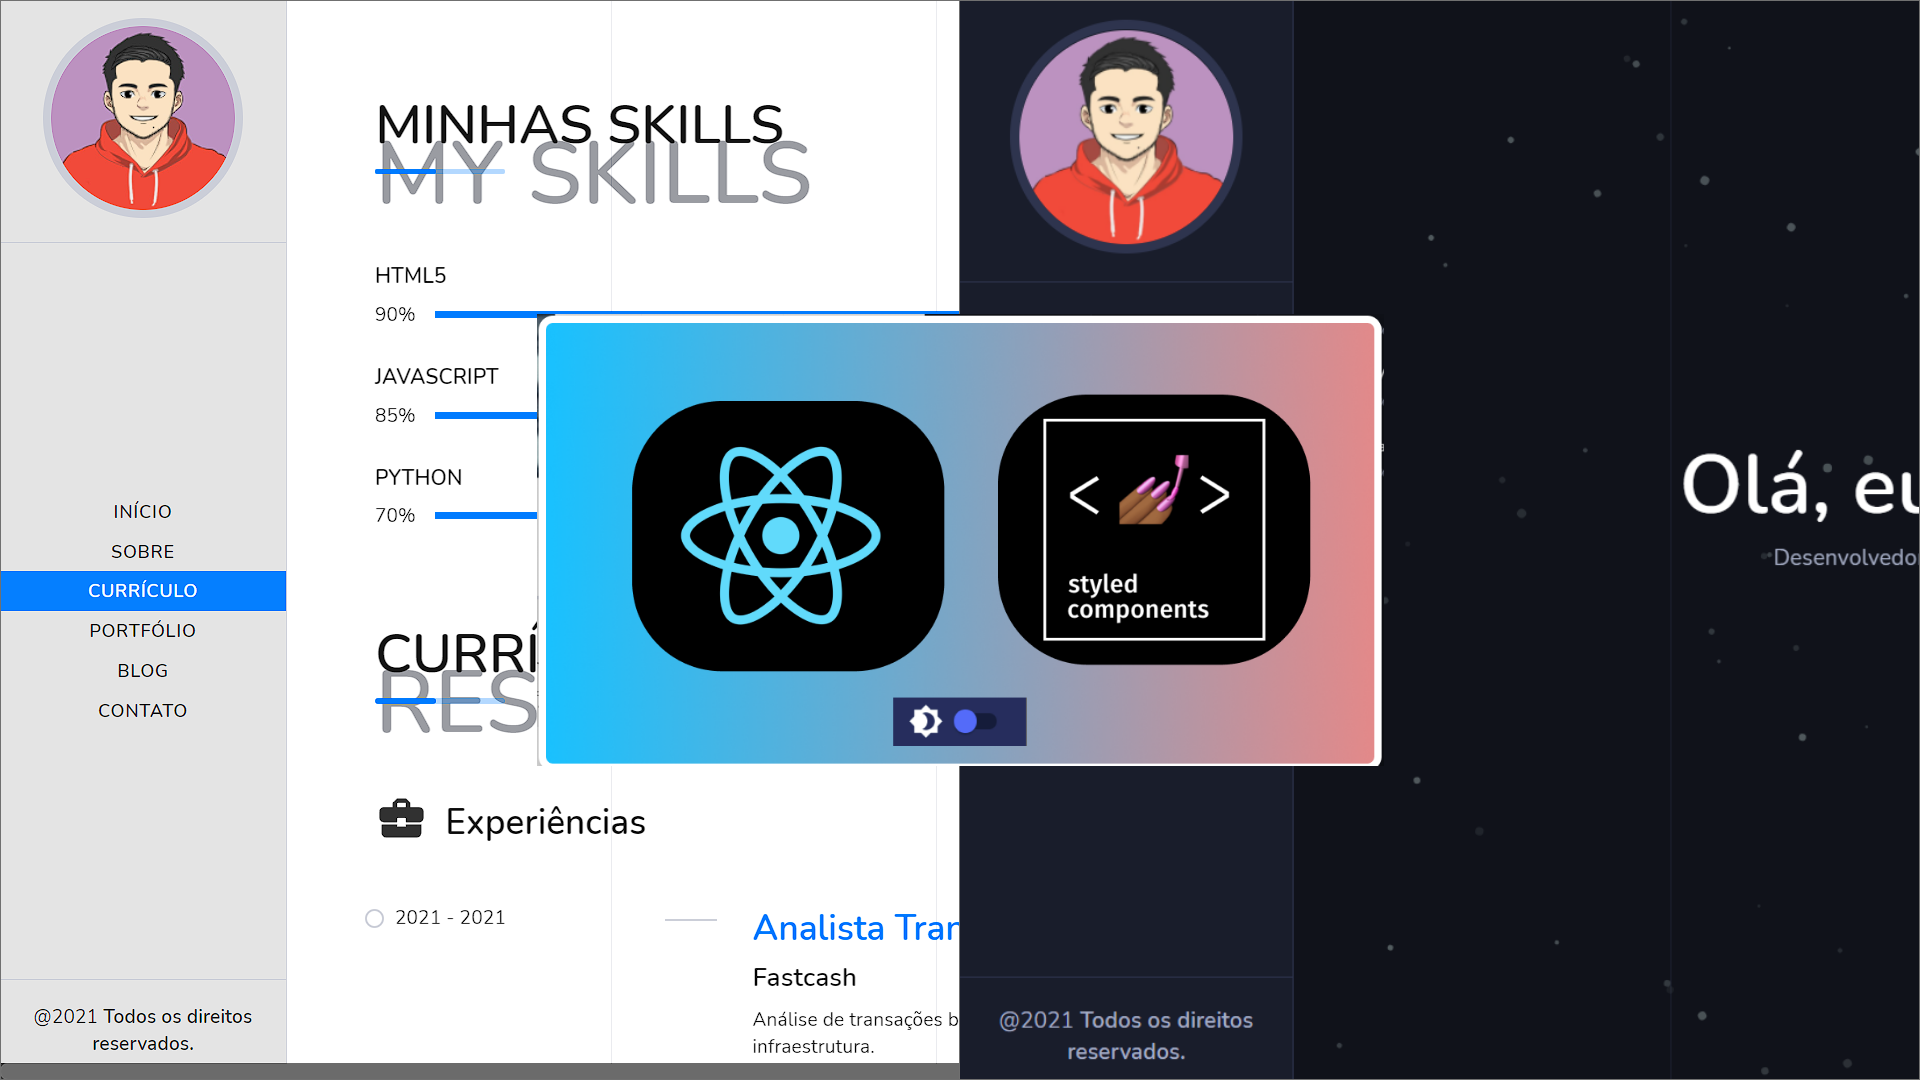 MINHAS SKILLS
MY SKILLS
HTML5
90%
JAVASCRIPT
85%
PYTHON
70%
INÍCIO
SOBRE
CURRÍCULO
PORTFÓLIO
BLOG
CONTATO
CURRÍ
RES
Experiências
2021 - 2021
Analista Tran
Fastcash
Análise de transações b
infraestrutura.
@2021 Todos os direitos
reservados.
< >
styled
components
@2021 Todos os direitos
reservados.
Olá, eu
Desenvolvedor